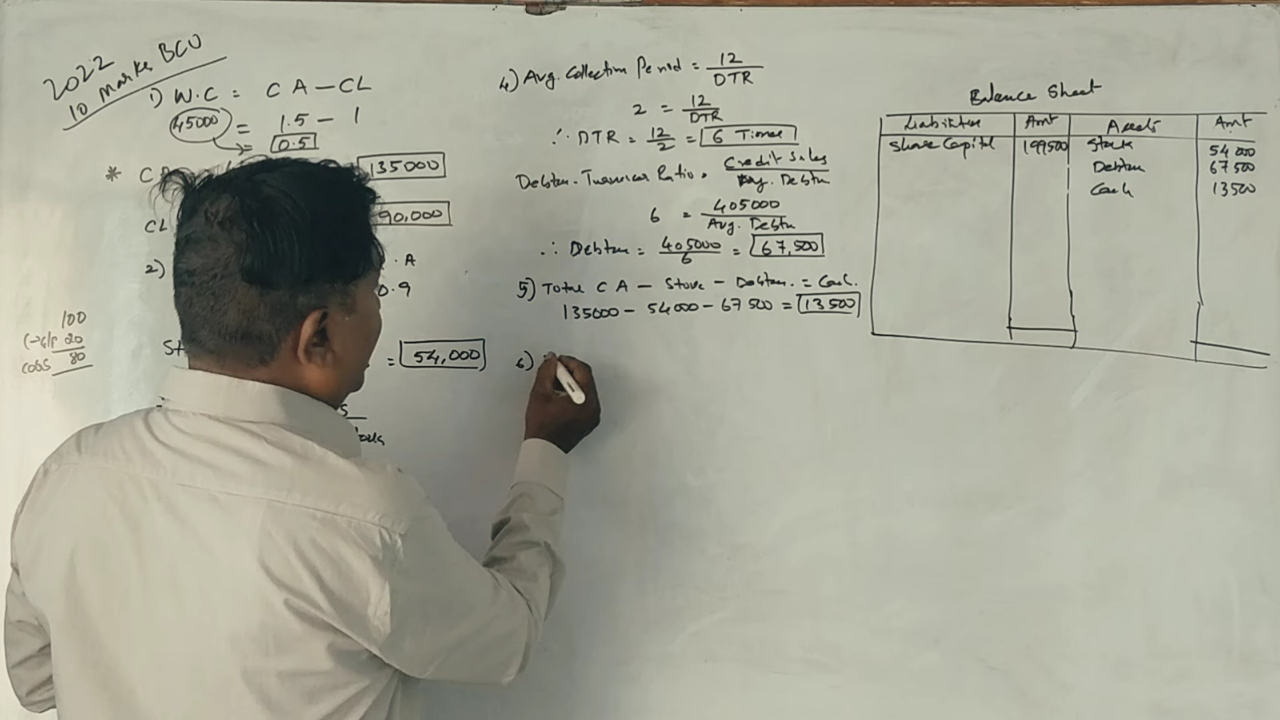 2022
10 Marks BCU
1) W.C = CA - CL
45000 = 1.5 - 1
= 0.5
* CA 135000
CL 90,000
2) . A
0.9
100
(-) G/P 20
COGS 80
St = 54,000
4) Avg. Collection Period = 12 / DTR
2 = 12 / DTR
∴ DTR = 12 / 2 = 6 Times
Debtors Turnover Ratio = Credit Sales / Avg. Debtors
6 = 405000 / Avg. Debtors
∴ Debtors = 405000 / 6 = 67,500
5) Total CA - Stock - Debtors = Cash.
135000 - 54000 - 67500 = 13500
6)
Balance Sheet
Liabilities Amt Assets Amt
Share Capital 199500 Stock 54000
Debtors 67500
Cash 13500